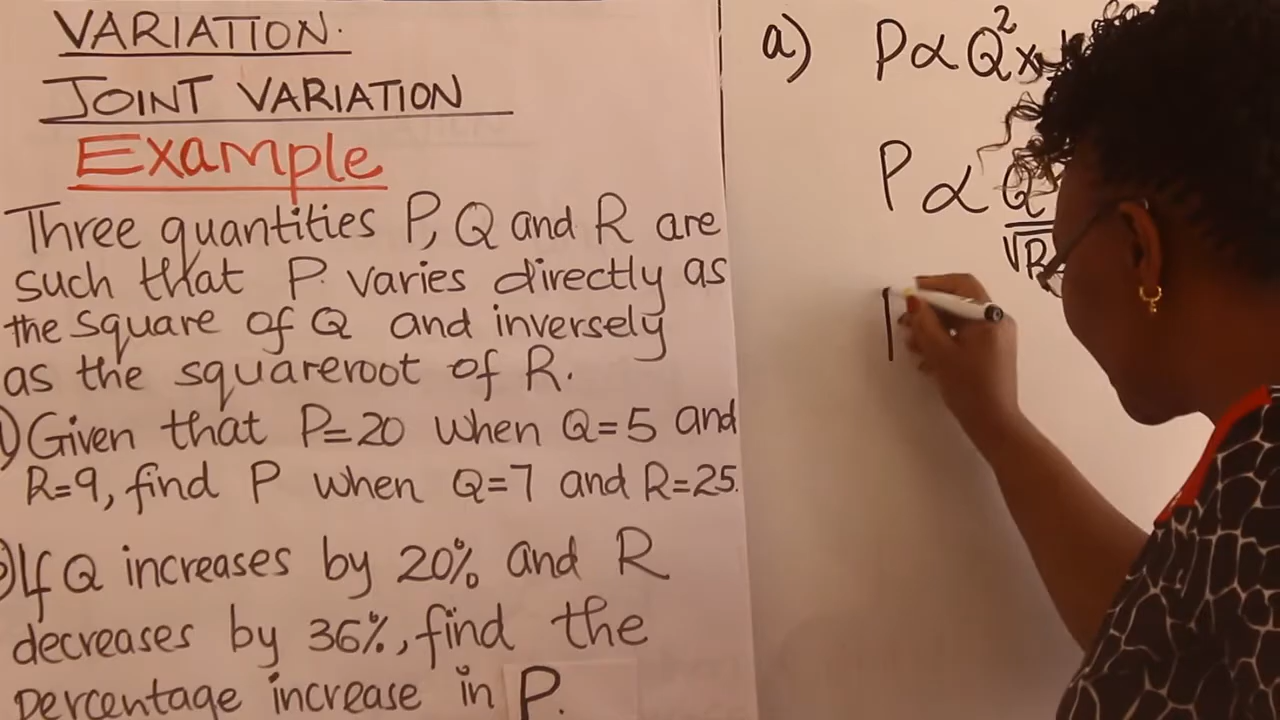 VARIATION.
JOINT VARIATION
Example
Three quantities P, Q and R are
such that P varies directly as
the square of Q and inversely
as the squareroot of R.
) Given that P=20 when Q=5 and
R=9, find P when Q=7 and R=25.
) If Q increases by 20% and R
decreases by 36%, find the
percentage increase in P.
a) P ∝ Q² x
P ∝ Q
√R